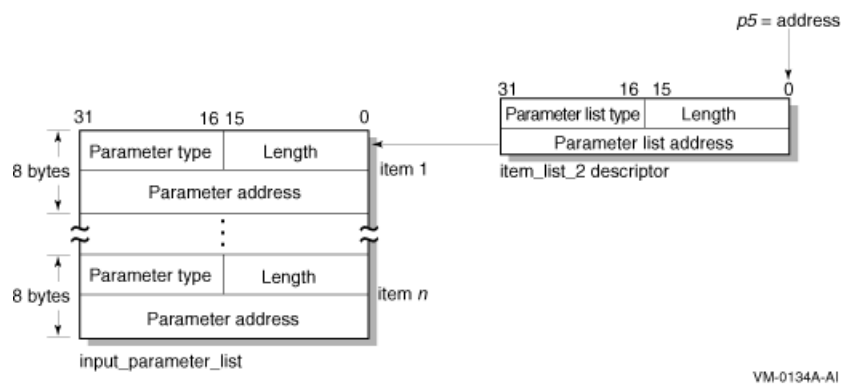 p5 = address
31 16 15 0
Parameter list type Length
Parameter list address
item_list_2 descriptor
31 16 15 0
8 bytes
Parameter type Length
Parameter address
item 1
8 bytes
Parameter type Length
Parameter address
item n
input_parameter_list
VM-0134A-AI